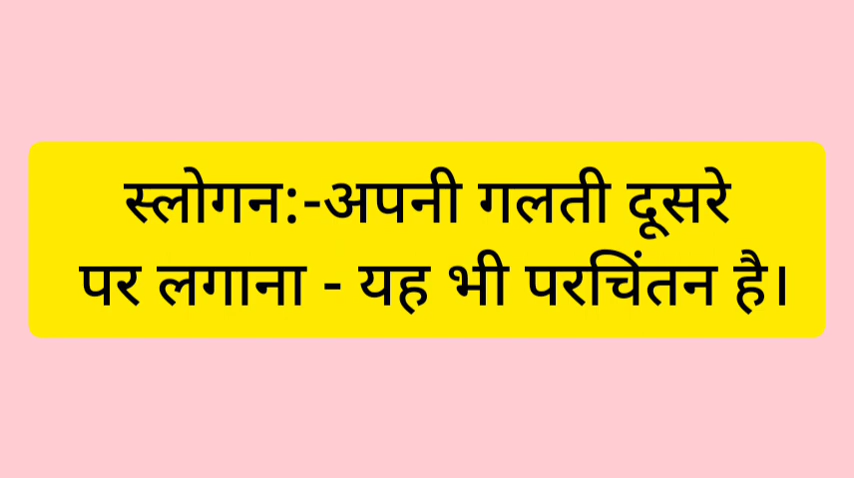 स्लोगन:-अपनी गलती दूसरे
पर लगाना - यह भी परचिंतन है।